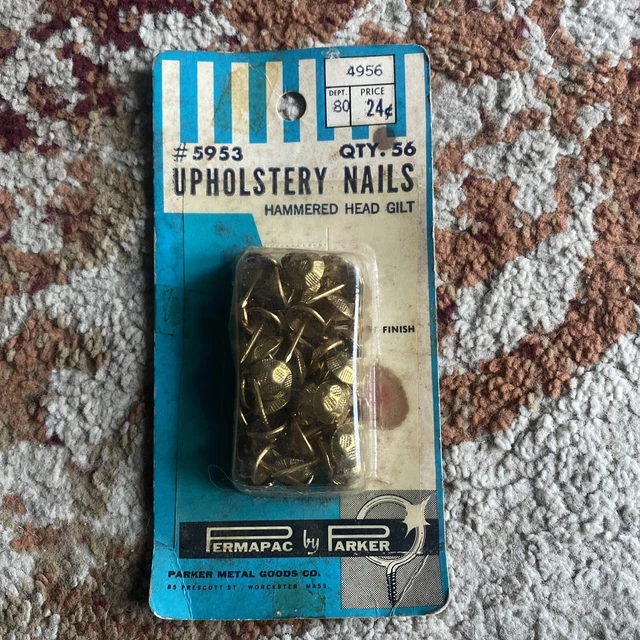 4956
DEPT. PRICE
80 24¢
#5953 QTY. 56
UPHOLSTERY NAILS
HAMMERED HEAD GILT
FINISH
PERMAPAC by PARKER
PARKER METAL GOODS CO.
85 PRESCOTT ST. WORCESTER, MASS.